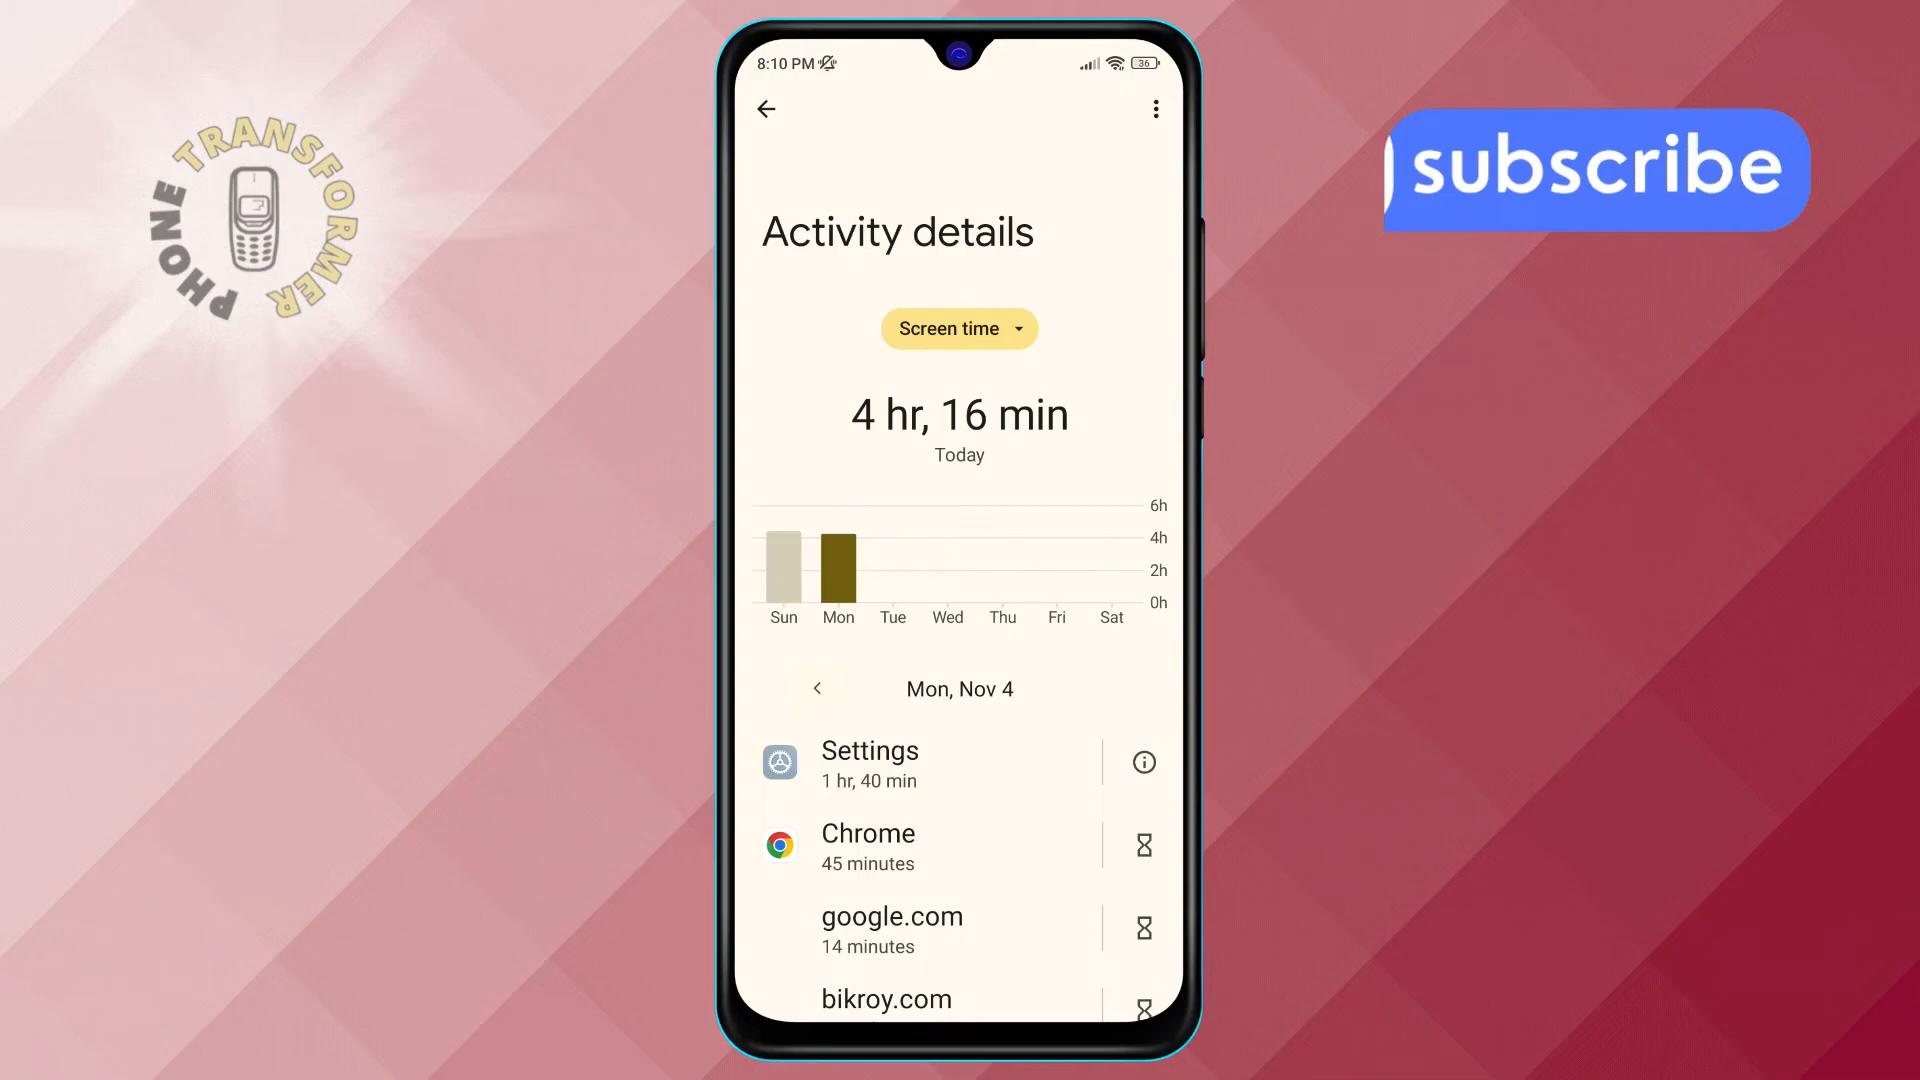 PHONE TRANSFORMER
subscribe
8:10 PM
36
Activity details
Screen time
4 hr, 16 min
Today
6h
4h
2h
0h
Sun Mon Tue Wed Thu Fri Sat
Mon, Nov 4
Settings
1 hr, 40 min
Chrome
45 minutes
google.com
14 minutes
bikroy.com